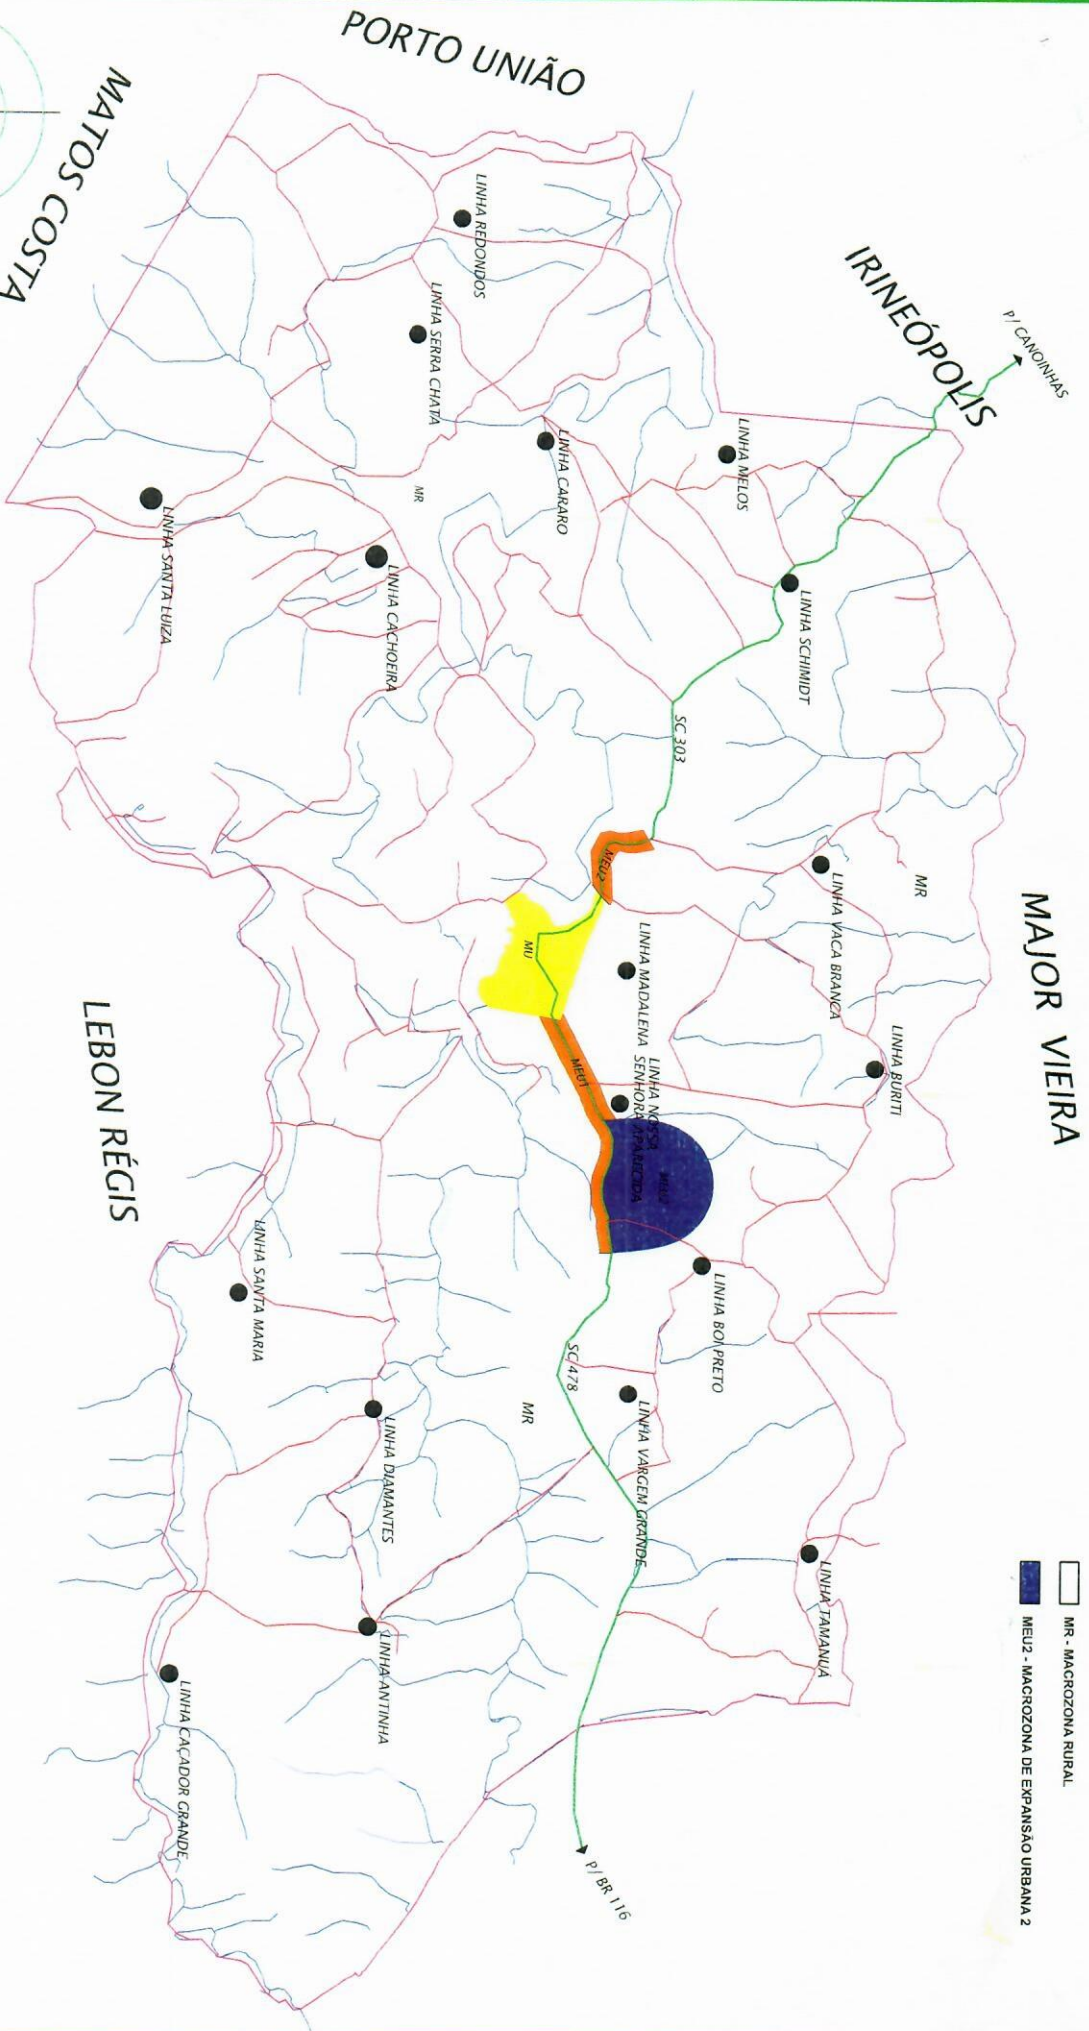 PORTO UNIÃO
MATOS COSTA
IRINEÓPOLIS
P/ CANOINHAS
LINHA REDONDOS
LINHA SERRA CHATA
LINHA CARARO
LINHA MELOS
MR
LINHA SANTA LUIZA
LINHA CACHOEIRA
LINHA SCHIMIDT
SC 303
MEU2
LINHA VACA BRANCA
MR
MAJOR VIEIRA
MU
LINHA MADALENA
LINHA BURITI
MEU1
LINHA NOSSA
SENHORA APARECIDA
MEU2
LEBON RÉGIS
LINHA SANTA MARIA
LINHA BOI PRETO
SC 478
MR
LINHA VARGEM GRANDE
LINHA DIAMANTES
LINHA TAMANUÁ
LINHA ANTINHA
LINHA CAÇADOR GRANDE
P/ BR 116
MR - MACROZONA RURAL
MEU2 - MACROZONA DE EXPANSÃO URBANA 2